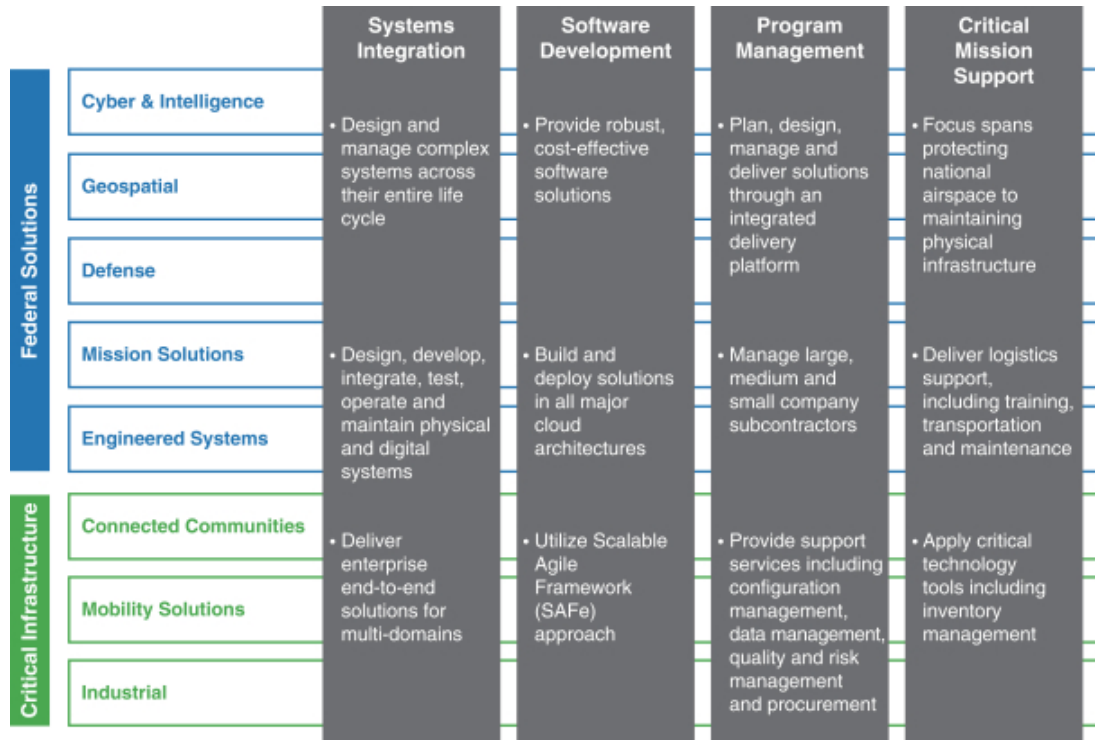 Systems
Integration
Software
Development
Program
Management
Critical
Mission
Support
Federal Solutions
Cyber & Intelligence
Geospatial
Defense
Mission Solutions
Engineered Systems
Critical Infrastructure
Connected Communities
Mobility Solutions
Industrial
• Design and
manage complex
systems across
their entire life
cycle
• Design, develop,
integrate, test,
operate and
maintain physical
and digital
systems
• Deliver
enterprise
end-to-end
solutions for
multi-domains
• Provide robust,
cost-effective
software
solutions
• Build and
deploy solutions
in all major
cloud
architectures
• Utilize Scalable
Agile
Framework
(SAFe)
approach
• Plan, design,
manage and
deliver solutions
through an
integrated
delivery
platform
• Manage large,
medium and
small company
subcontractors
• Provide support
services including
configuration
management,
data management,
quality and risk
management
and procurement
• Focus spans
protecting
national
airspace to
maintaining
physical
infrastructure
• Deliver logistics
support,
including training,
transportation
and maintenance
• Apply critical
technology
tools including
inventory
management